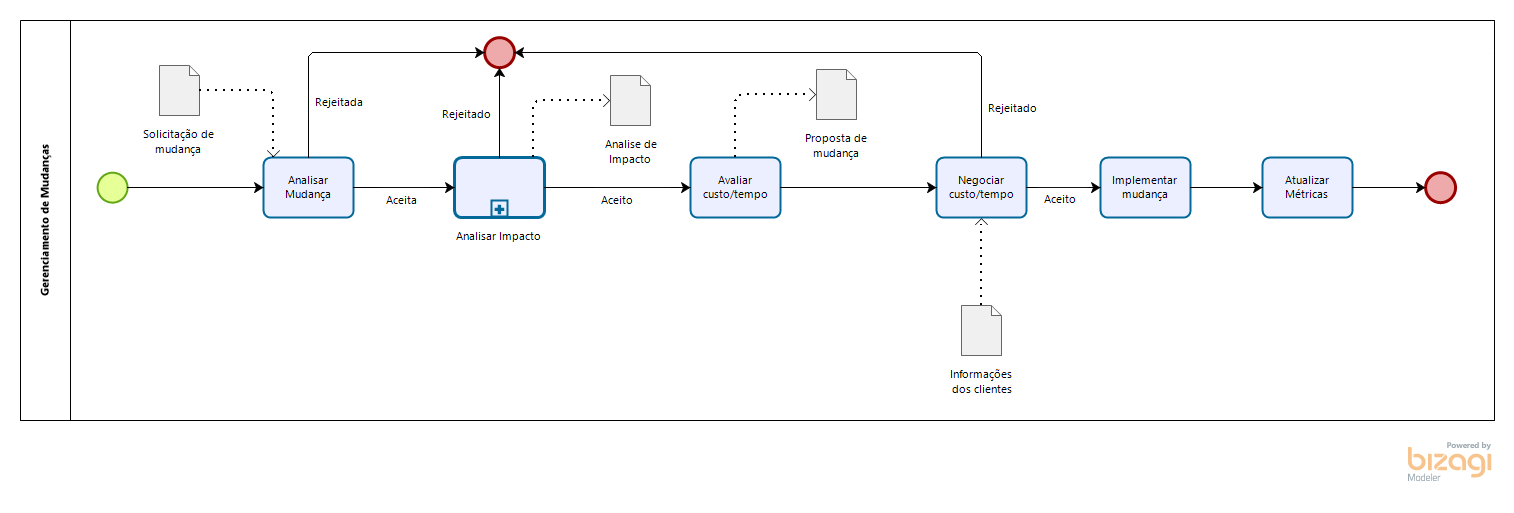 Gerenciamento de Mudanças
Solicitação de
mudança
Rejeitada
Rejeitado
Analise de
Impacto
Proposta de
mudança
Rejeitado
Analisar
Mudança
Aceita
Analisar Impacto
Aceito
Avaliar
custo/tempo
Negociar
custo/tempo
Aceito
Implementar
mudança
Atualizar
Métricas
Informações
dos clientes
Powered by
bizagi
Modeler